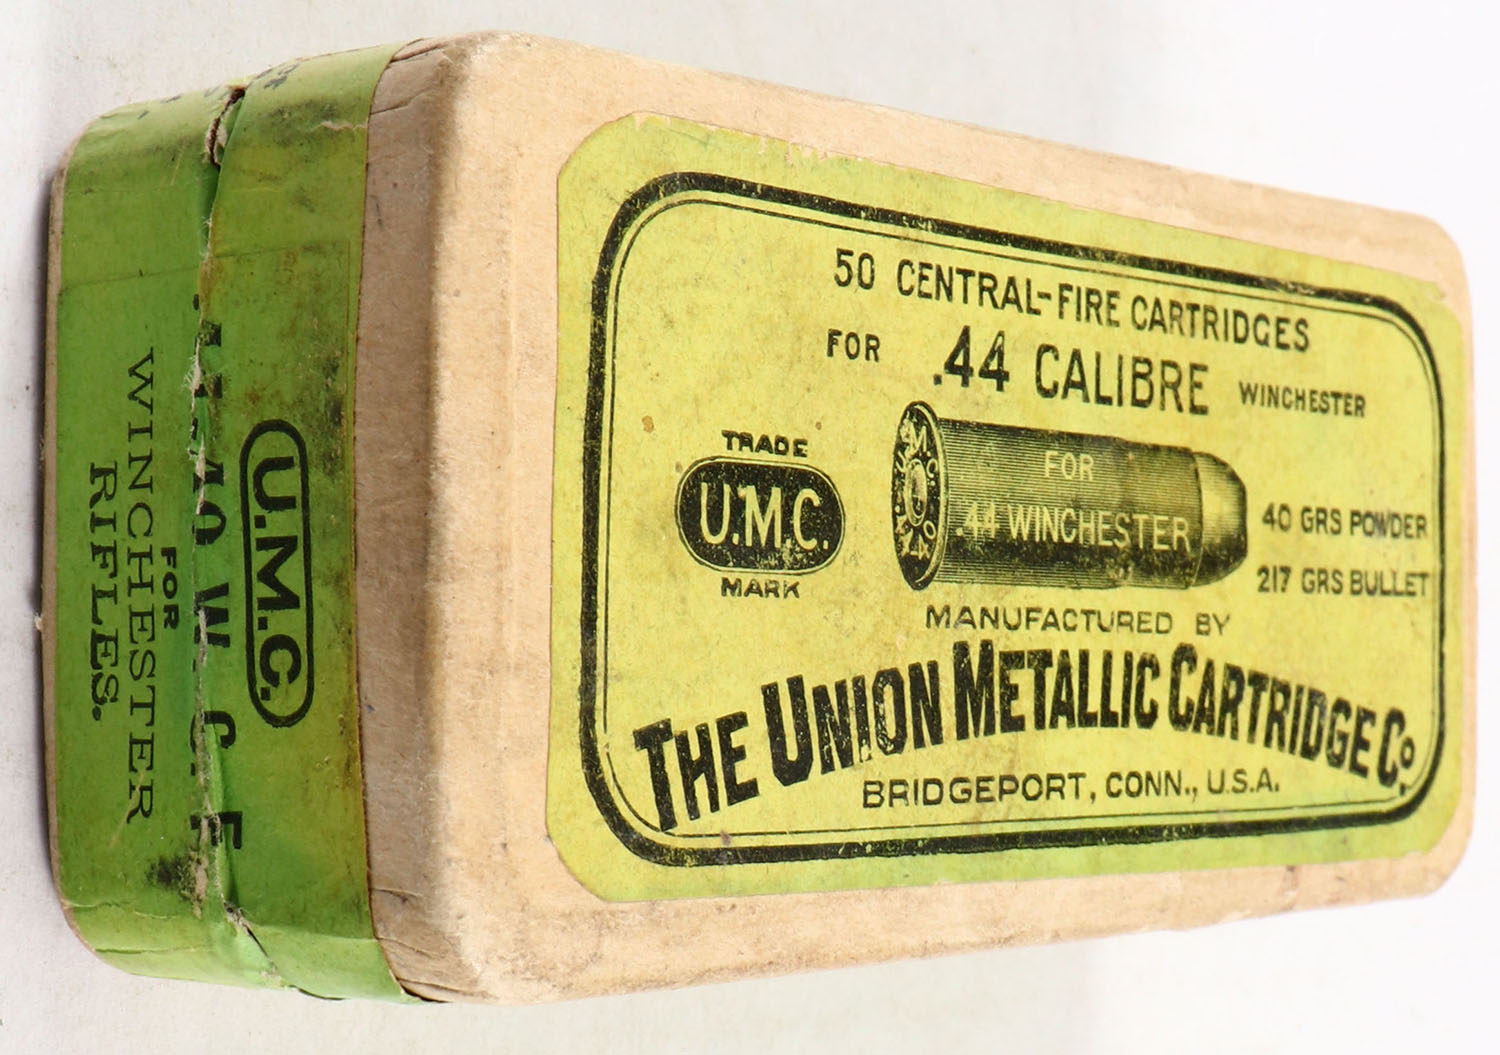 50 CENTRAL-FIRE CARTRIDGES
FOR .44 CALIBRE WINCHESTER
TRADE
U.M.C.
MARK
U.M.C.
FOR
.44 WINCHESTER
40 GRS POWDER
217 GRS BULLET
MANUFACTURED BY
THE UNION METALLIC CARTRIDGE Co.
BRIDGEPORT, CONN., U.S.A.
U.M.C.
40 W. C. F
FOR
WINCHESTER
RIFLES.